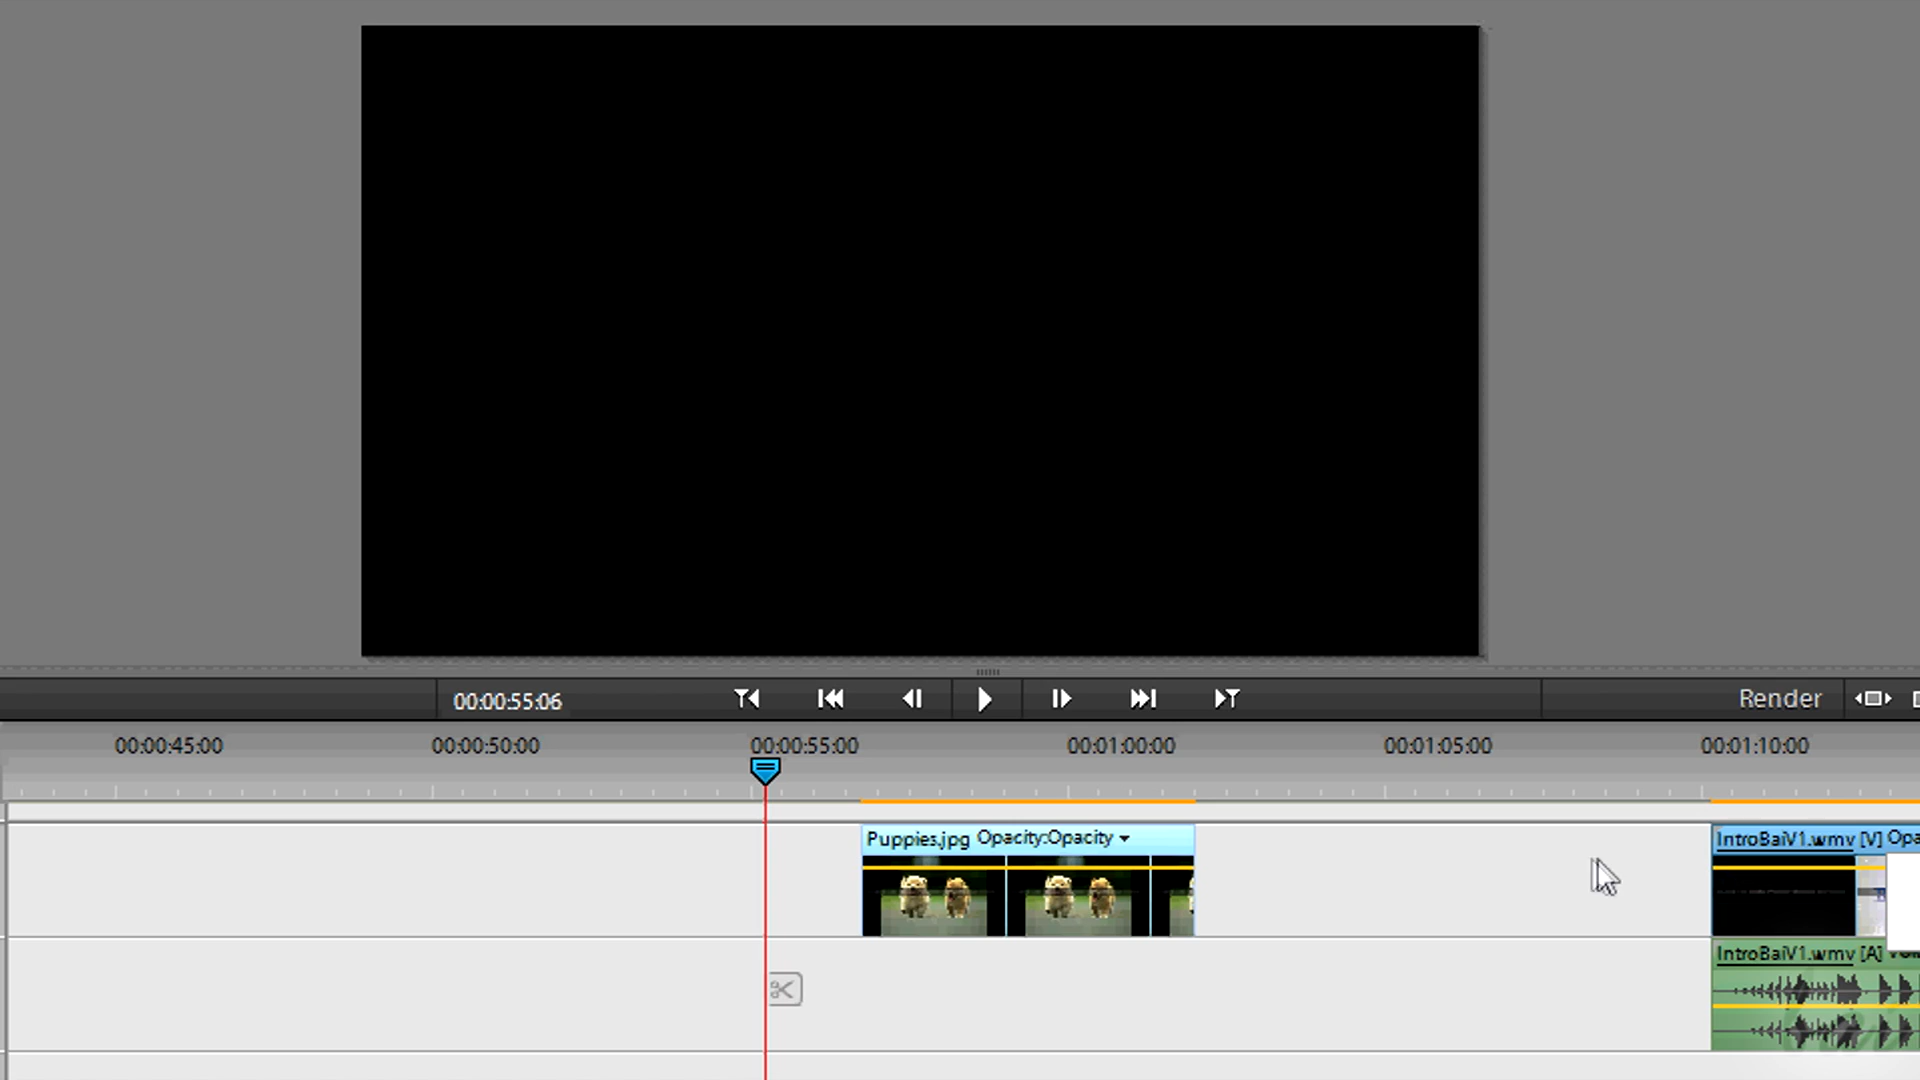 00:00:55:06
Render
00:00:45:00 00:00:50:00 00:00:55:00 00:01:00:00 00:01:05:00 00:01:10:00
Puppies.jpg Opacity:Opacity
IntroBaiV1.wmv [V] Opa
IntroBaiV1.wmv [A]